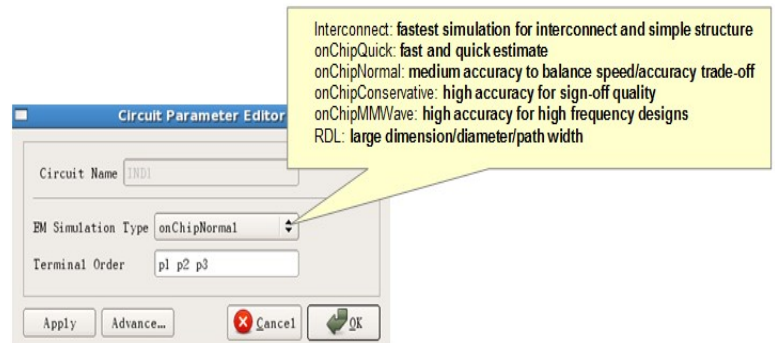 Interconnect: fastest simulation for interconnect and simple structure
onChipQuick: fast and quick estimate
onChipNormal: medium accuracy to balance speed/accuracy trade-off
onChipConservative: high accuracy for sign-off quality
onChipMMWave: high accuracy for high frequency designs
RDL: large dimension/diameter/path width
Circuit Parameter Editor
Circuit Name IND1
EM Simulation Type onChipNormal
Terminal Order p1 p2 p3
Apply Advance... Cancel OK